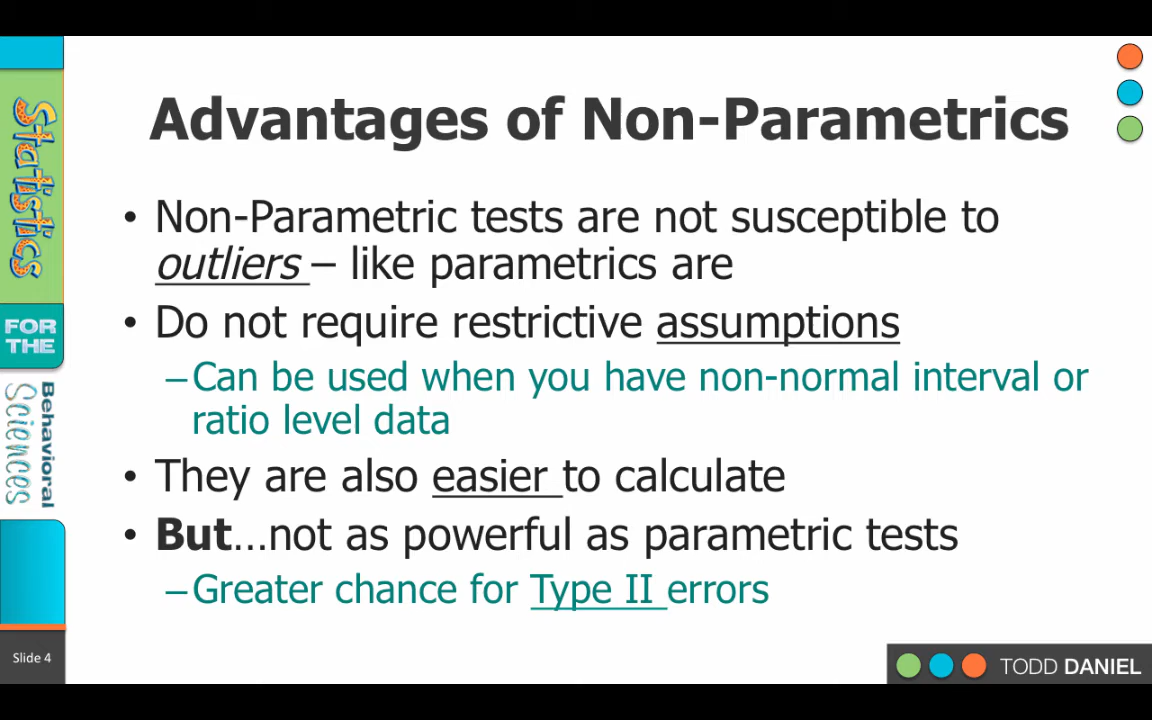 Statistics
FOR
THE
Behavioral
Sciences
Advantages of Non-Parametrics
• Non-Parametric tests are not susceptible to
outliers – like parametrics are
• Do not require restrictive assumptions
–Can be used when you have non-normal interval or
ratio level data
• They are also easier to calculate
• But…not as powerful as parametric tests
–Greater chance for Type II errors
Slide 4
TODD DANIEL